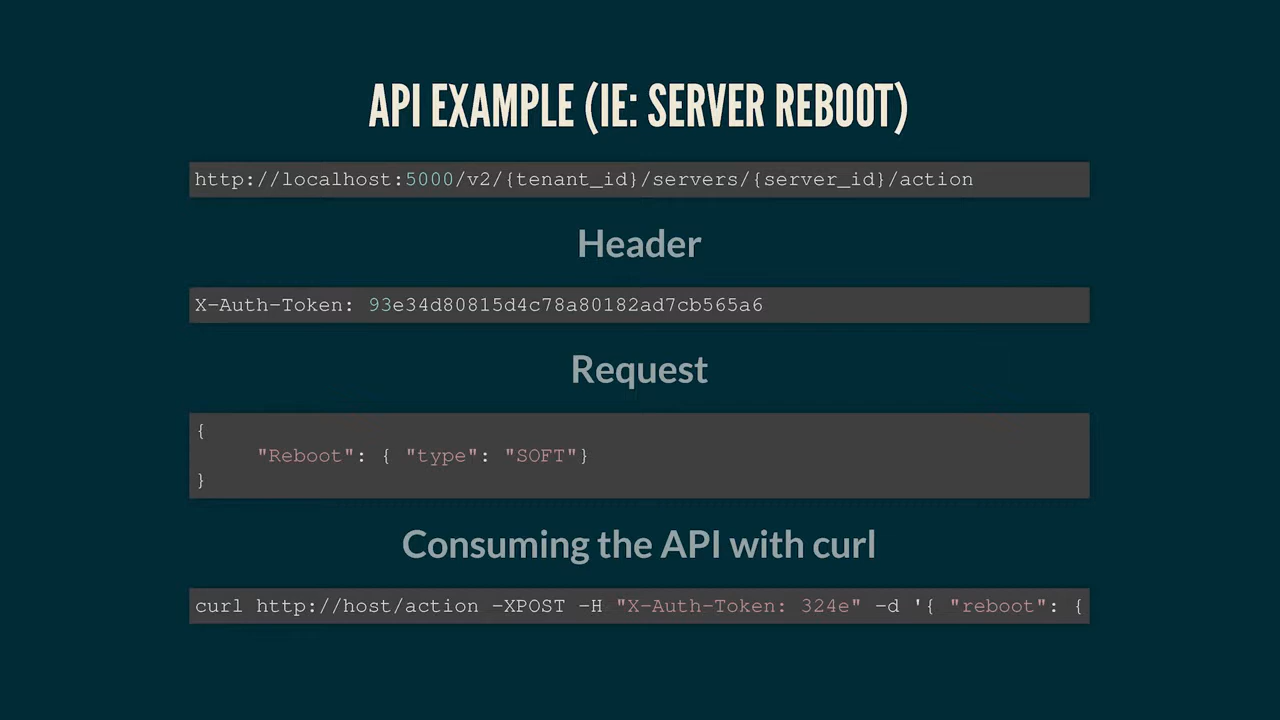 API EXAMPLE (IE: SERVER REBOOT)
http://localhost:5000/v2/{tenant_id}/servers/{server_id}/action
Header
X-Auth-Token: 93e34d80815d4c78a80182ad7cb565a6
Request
{
"Reboot": { "type": "SOFT"}
}
Consuming the API with curl
curl http://host/action -XPOST -H "X-Auth-Token: 324e" -d '{ "reboot": {